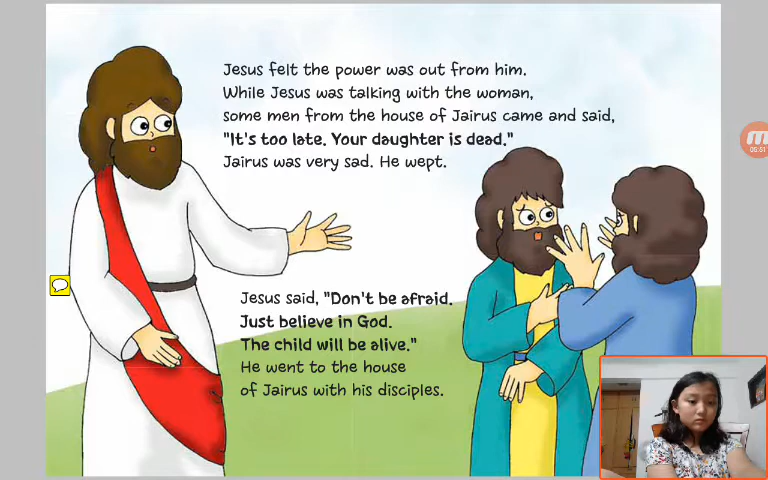 Jesus felt the power was out from him.
While Jesus was talking with the woman,
some men from the house of Jairus came and said,
"It's too late. Your daughter is dead."
Jairus was very sad. He wept.
Jesus said, "Don't be afraid.
Just believe in God.
The child will be alive."
He went to the house
of Jairus with his disciples.